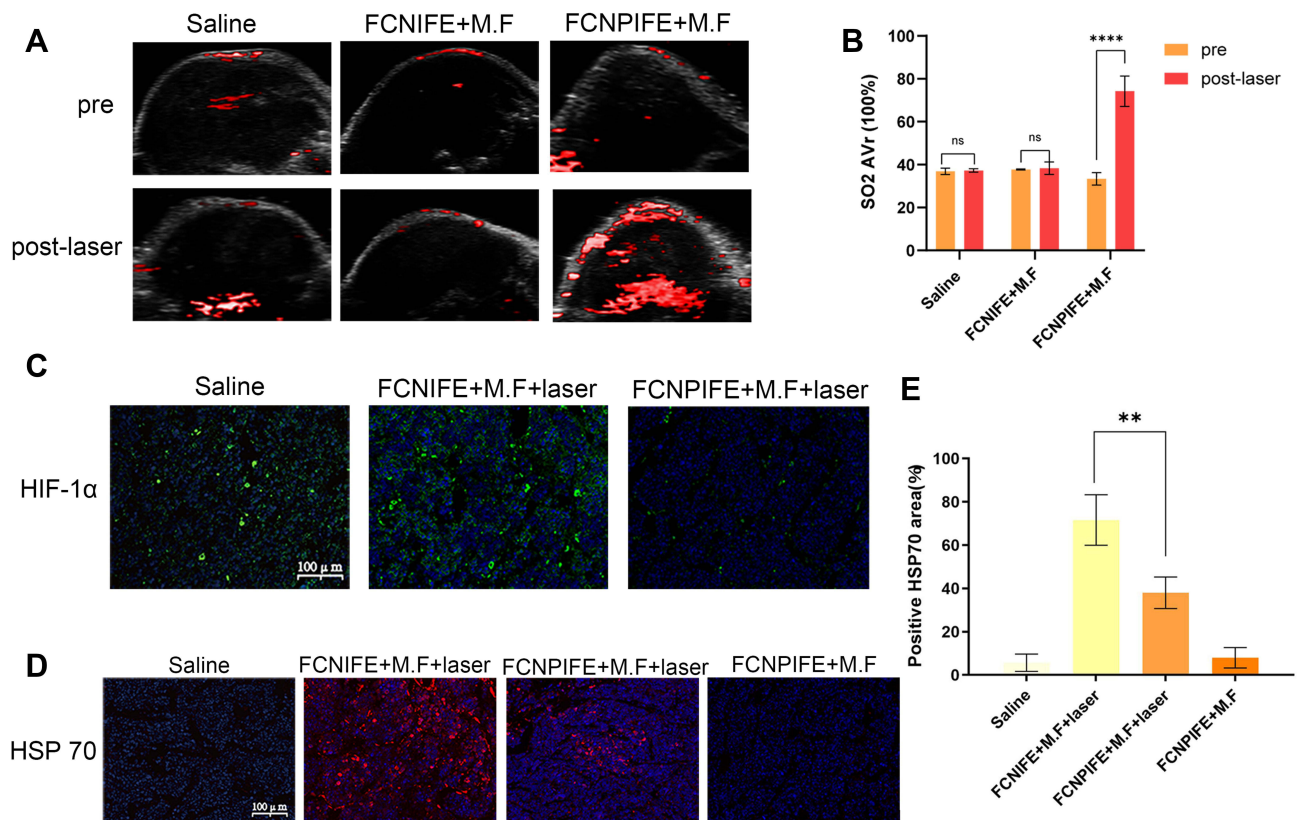 A
Saline
FCNIFE+M.F
FCNPIFE+M.F
pre
post-laser
B
SO2 AVr (100%)
100
80
60
40
20
0
ns
ns
****
pre
post-laser
Saline
FCNIFE+M.F
FCNPIFE+M.F
C
Saline
FCNIFE+M.F+laser
FCNPIFE+M.F+laser
HIF-1α
100 μm
D
Saline
FCNIFE+M.F+laser
FCNPIFE+M.F+laser
FCNPIFE+M.F
HSP 70
100 μm
E
Positive HSP70 area(%)
100
80
60
40
20
0
**
Saline
FCNIFE+M.F+laser
FCNPIFE+M.F+laser
FCNPIFE+M.F